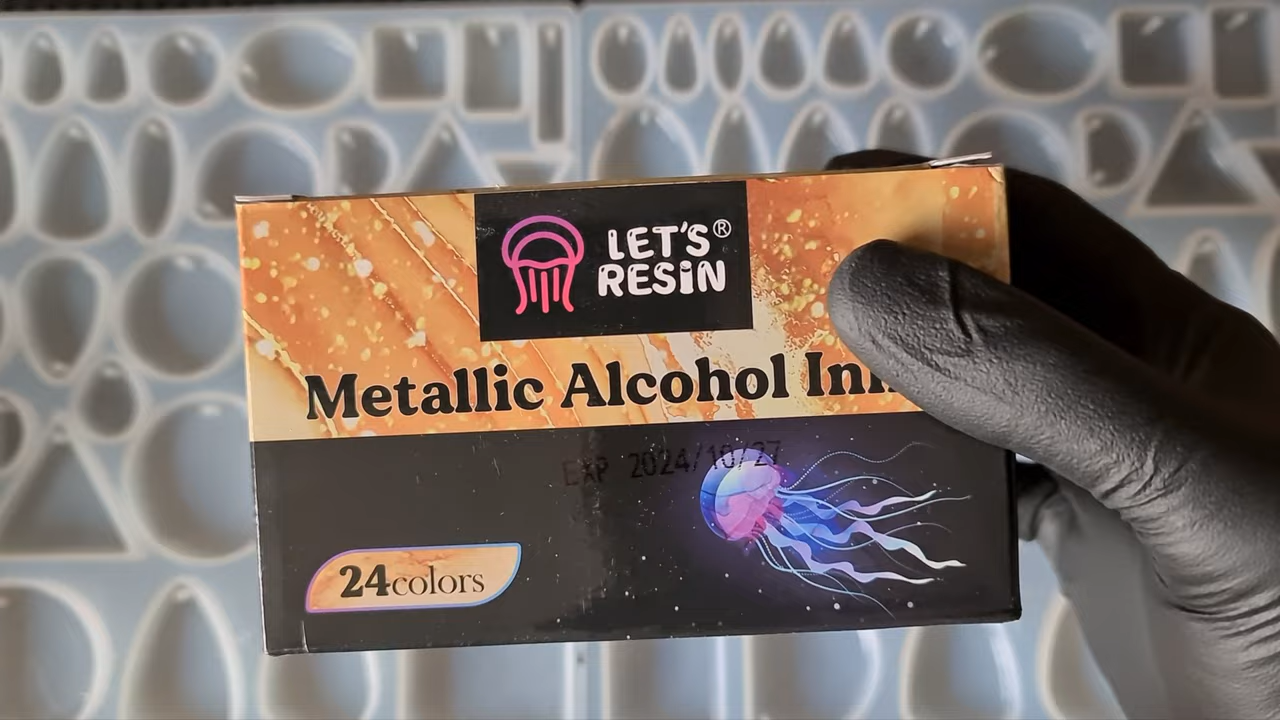 LET'S®
RESIN
Metallic Alcohol In
EXP 2024/10/27
24colors